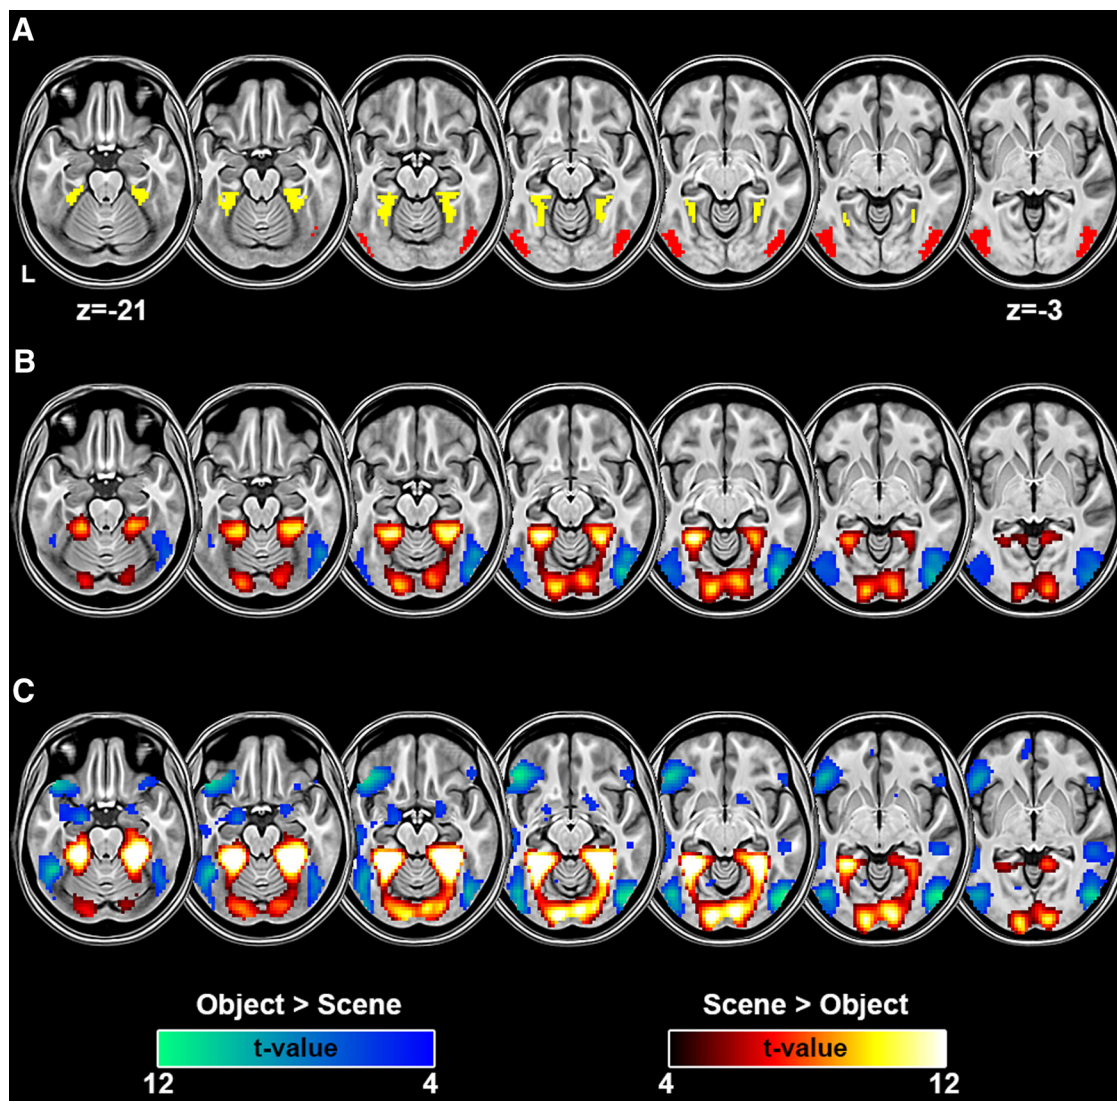 A
L
z=-21
z=-3
B
C
Object > Scene
Scene > Object
t-value
t-value
12
4
4
12